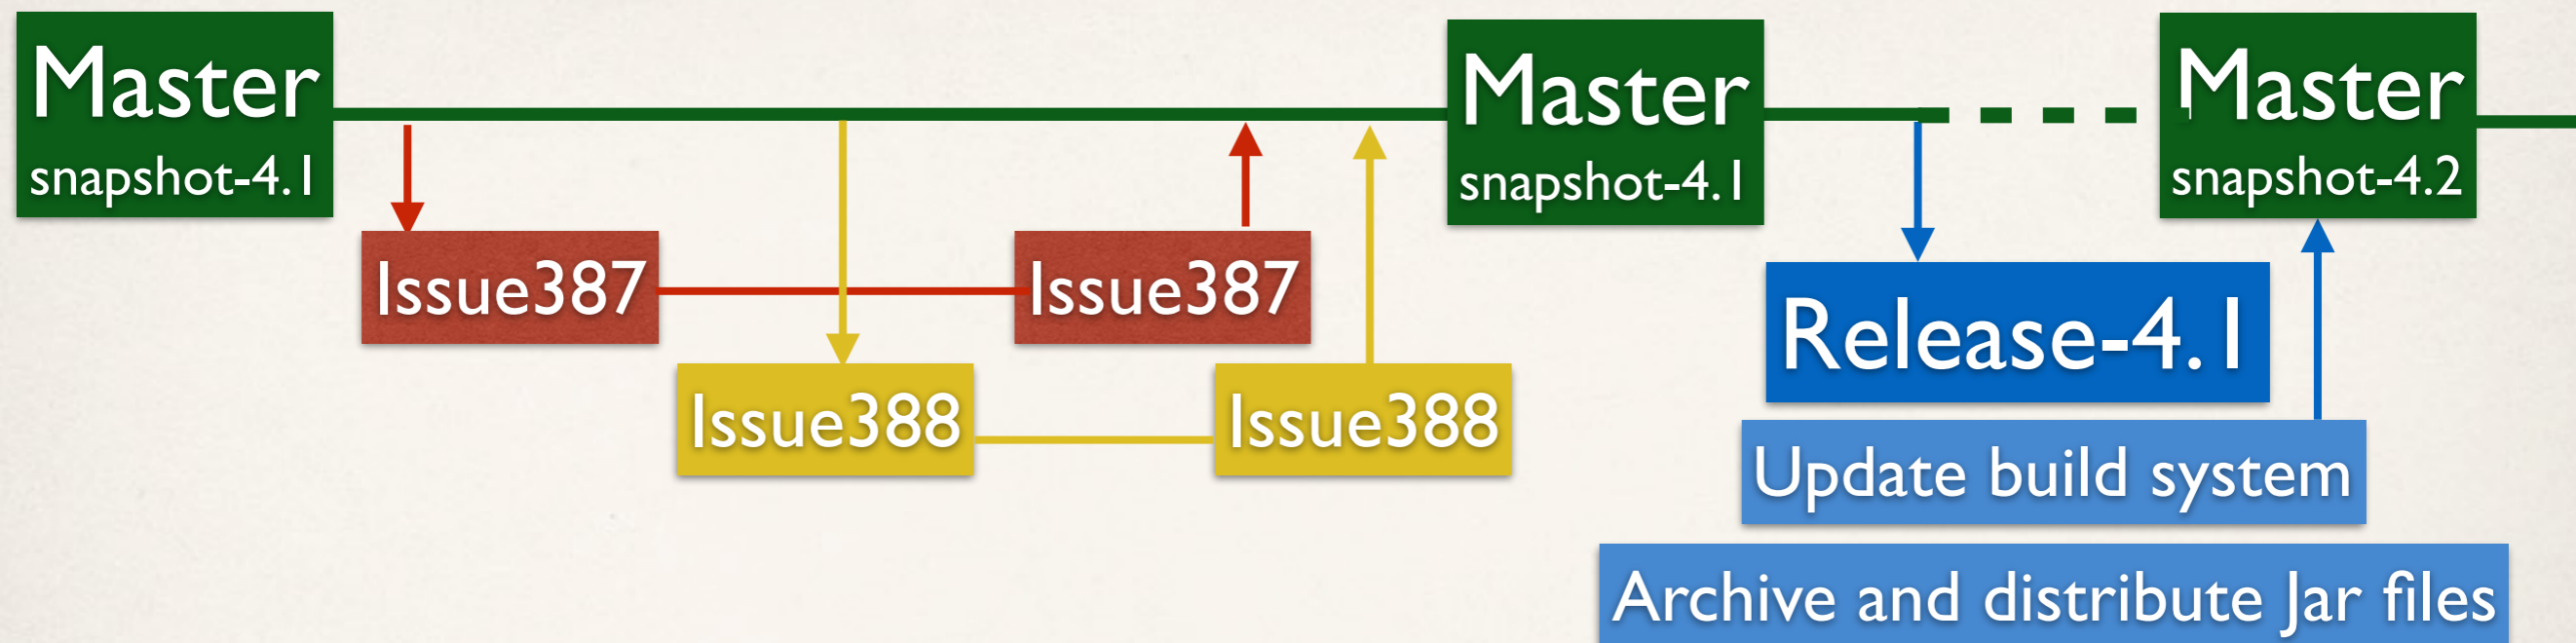 Master
snapshot-4.1
Master
snapshot-4.1
Master
snapshot-4.2
Issue387
Issue387
Release-4.1
Issue388
Issue388
Update build system
Archive and distribute Jar files